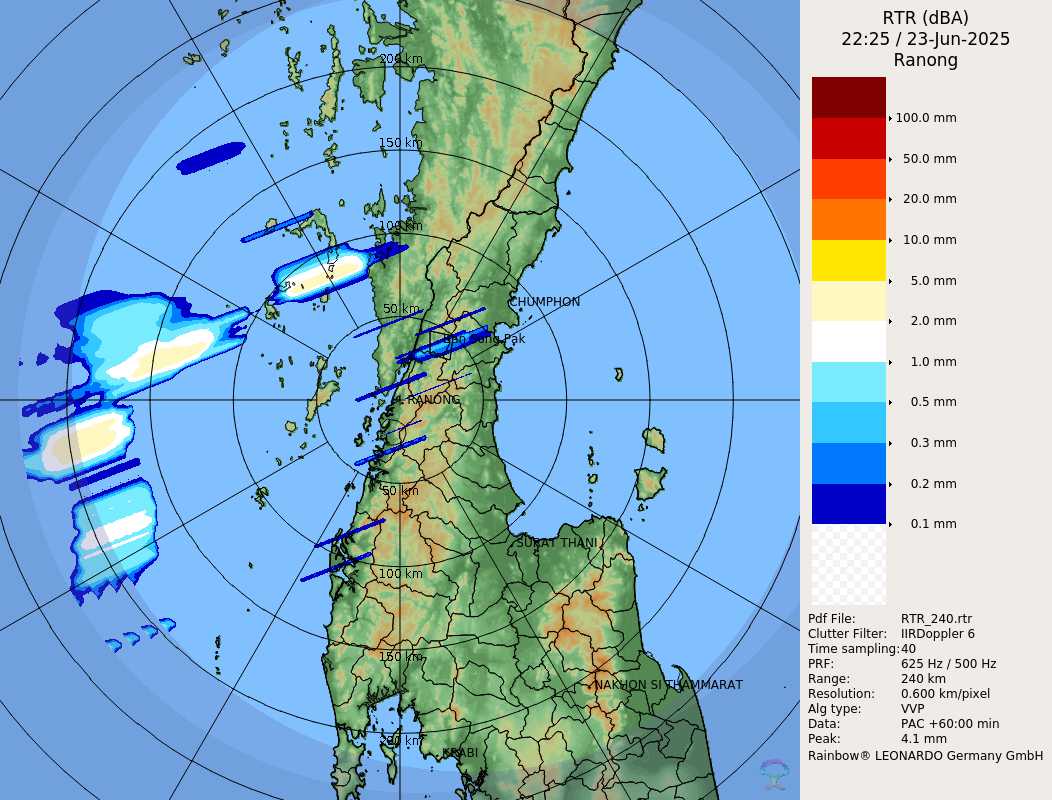 200 km
150 km
100 km
50 km
CHUMPHON
RANONG
50 km
SURAT THANI
100 km
150 km
NAKHON SI THAMMARAT
KRABI
RTR (dBA)
22:25 / 23-Jun-2025
Ranong
100.0 mm
50.0 mm
20.0 mm
10.0 mm
5.0 mm
2.0 mm
1.0 mm
0.5 mm
0.3 mm
0.2 mm
0.1 mm
Pdf File: RTR_240.rtr
Clutter Filter: IIRDoppler 6
Time sampling:40
PRF: 625 Hz / 500 Hz
Range: 240 km
Resolution: 0.600 km/pixel
Alg type: VVP
Data: PAC +60:00 min
Peak: 4.1 mm
Rainbow® LEONARDO Germany GmbH